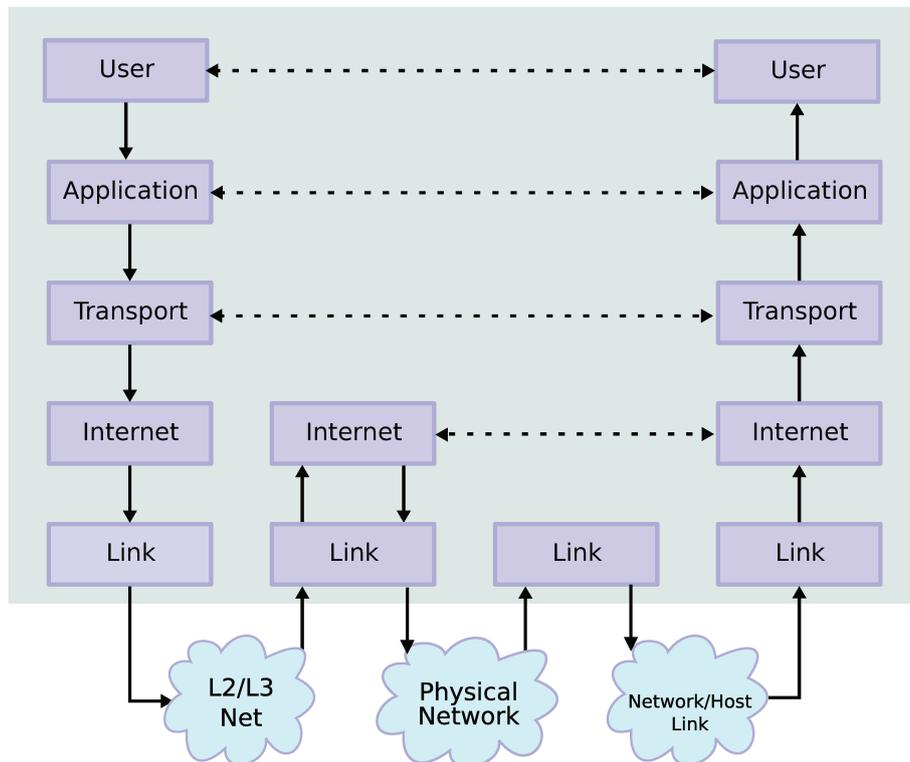 User
User
Application
Application
Transport
Transport
Internet
Internet
Internet
Link
Link
Link
Link
L2/L3
Net
Physical
Network
Network/Host
Link